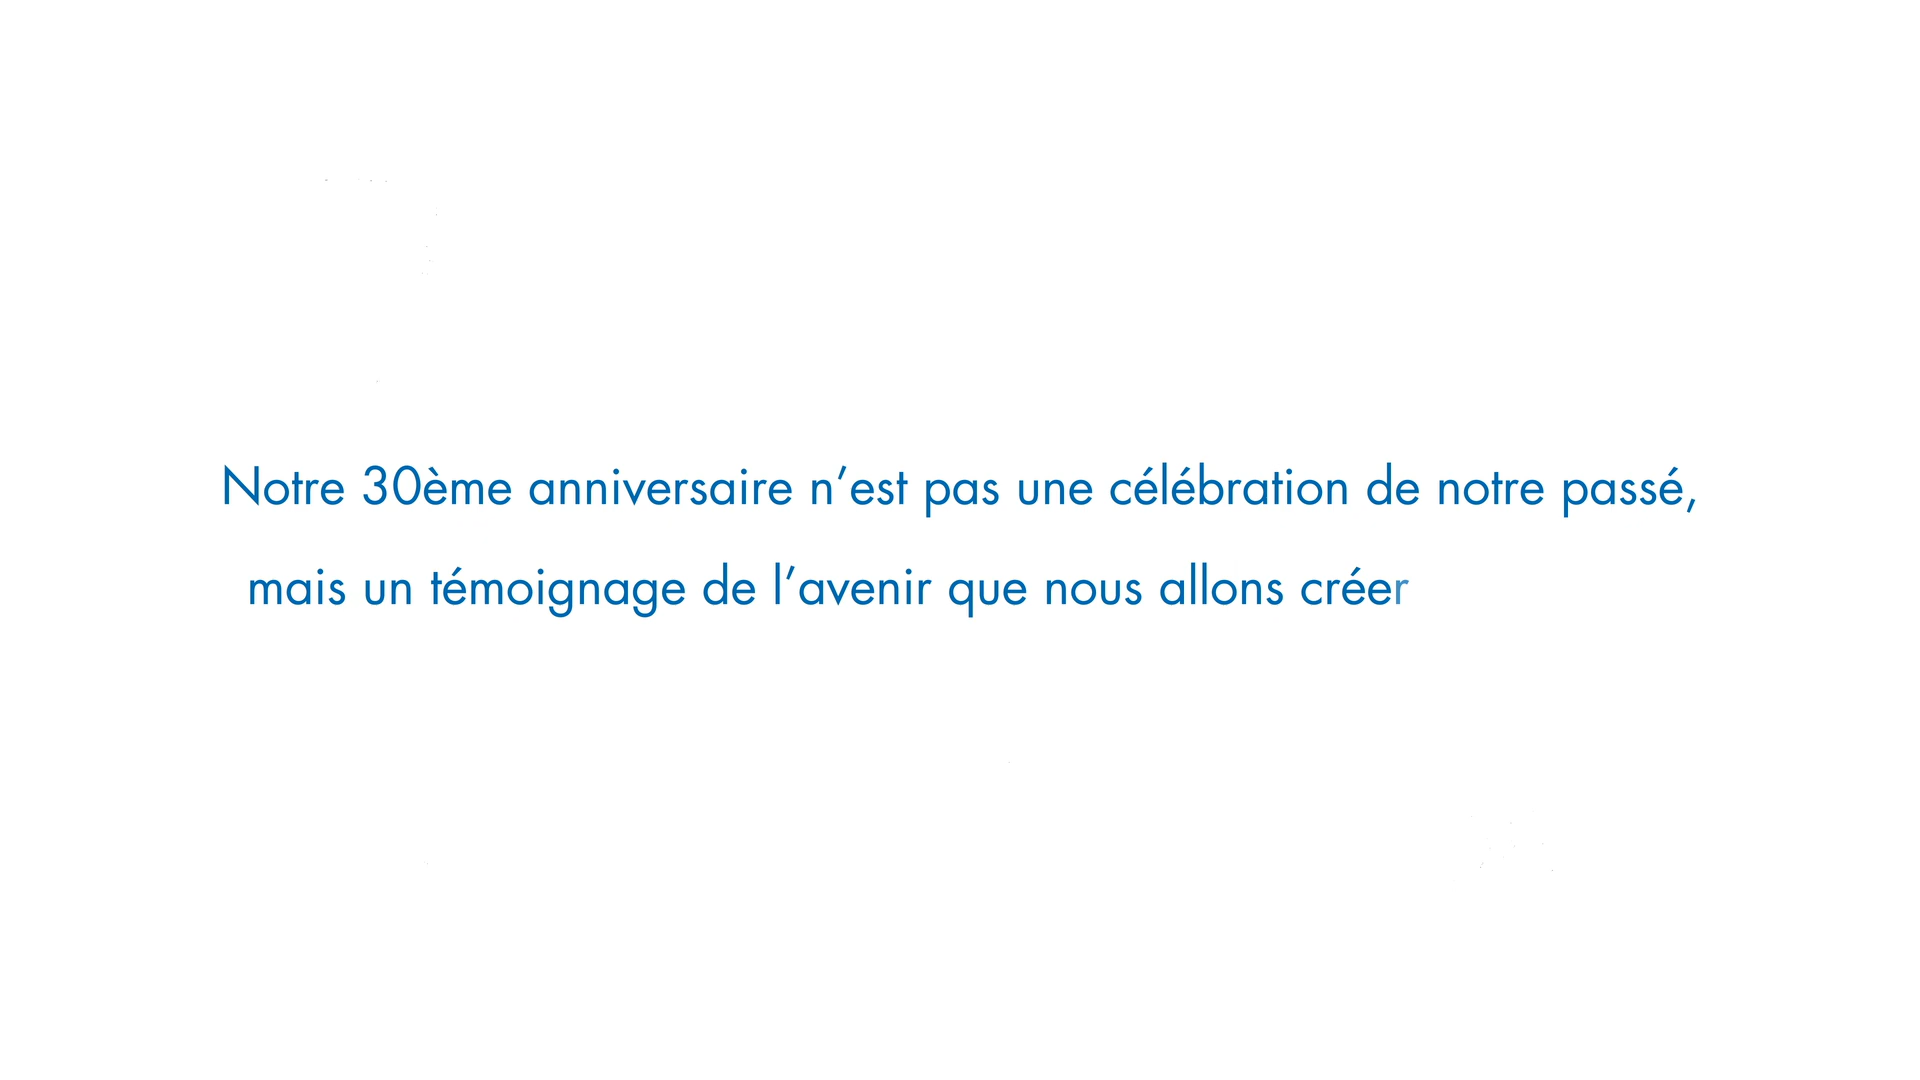 Notre 30ème anniversaire n’est pas une célébration de notre passé,
mais un témoignage de l’avenir que nous allons créer